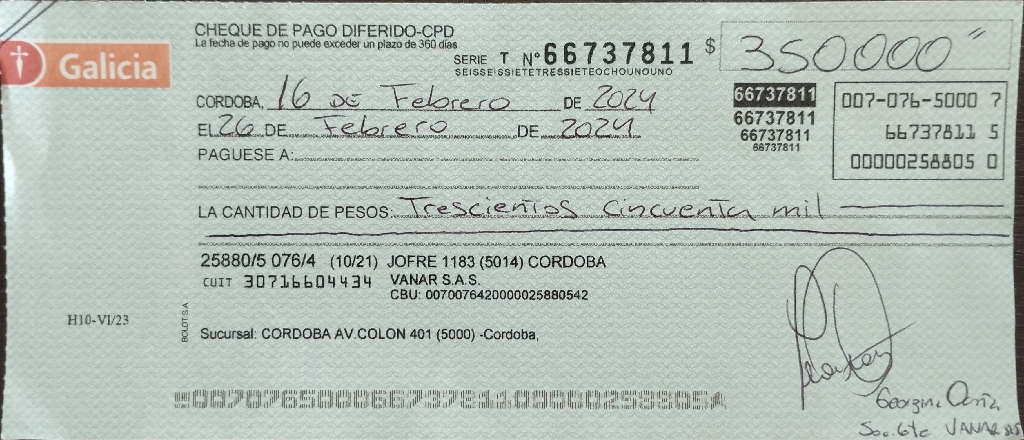 CHEQUE DE PAGO DIFERIDO-CPD
La fecha de pago no puede exceder un plazo de 360 días
Galicia
SERIE T N° 66737811
SEISSEISSIETETRESSIETEOCHOUNOUNO
$ 350000
CORDOBA, 16 DE Febrero DE 2024
EL 26 DE Febrero DE 2024
PAGUESE A:
66737811
66737811
66737811
66737811
007-076-5000 7
66737811 5
00000258805 0
LA CANTIDAD DE PESOS: Trescientos cincuenta mil
25880/5 076/4 (10/21) JOFRE 1183 (5014) CORDOBA
CUIT 30716604434 VANAR S.A.S.
CBU: 0070076420000025880542
H10-VI/23
BOLDT S.A
Sucursal: CORDOBA AV.COLON 401 (5000) -Cordoba,
Georgina
VANAR